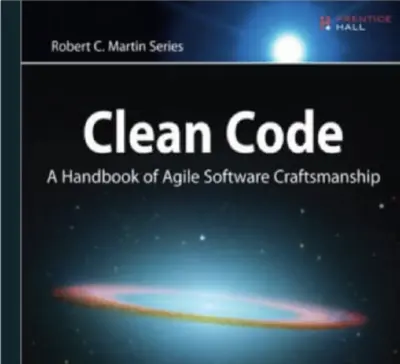 PRENTICE
HALL
Robert C. Martin Series
Clean Code
A Handbook of Agile Software Craftsmanship